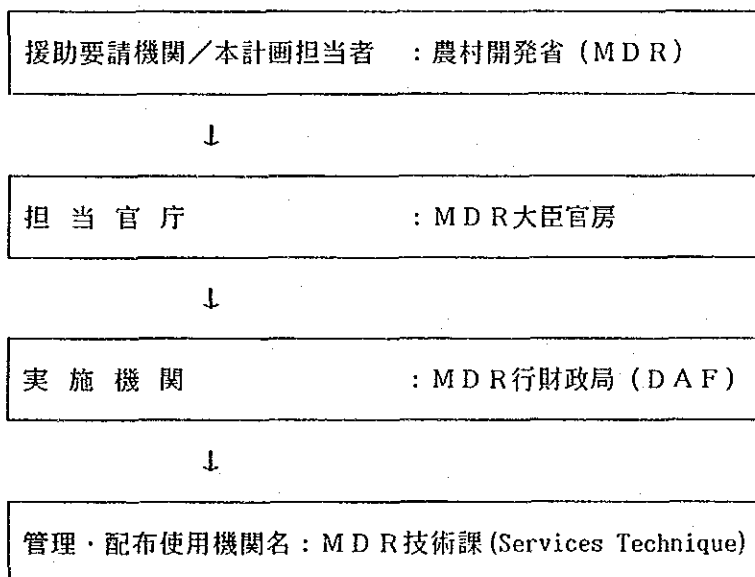 援助要請機関／本計画担当者 ：農村開発省（ＭＤＲ）
↓
担 当 官 庁 ：ＭＤＲ大臣官房
↓
実 施 機 関 ：ＭＤＲ行財政局（ＤＡＦ）
↓
管理・配布使用機関名：ＭＤＲ技術課(Services Technique)